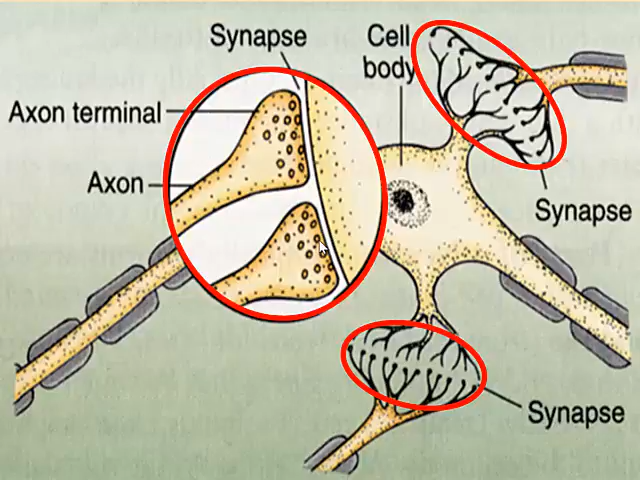 Synapse
Cell
body
Axon terminal
Axon
Synapse
Synapse